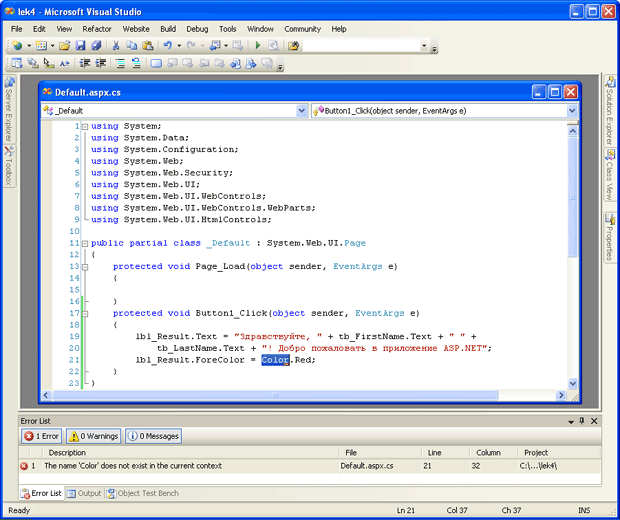 lek4 - Microsoft Visual Studio
File Edit View Refactor Website Build Debug Tools Window Community Help
Server Explorer
Toolbox
Solution Explorer
Class View
Properties
Default.aspx.cs
_Default
Button1_Click(object sender, EventArgs e)
1 using System;
2 using System.Data;
3 using System.Configuration;
4 using System.Web;
5 using System.Web.Security;
6 using System.Web.UI;
7 using System.Web.UI.WebControls;
8 using System.Web.UI.WebControls.WebParts;
9 using System.Web.UI.HtmlControls;
10
11 public partial class _Default : System.Web.UI.Page
12 {
13 protected void Page_Load(object sender, EventArgs e)
14 {
15
16 }
17 protected void Button1_Click(object sender, EventArgs e)
18 {
19 lbl_Result.Text = "Здравствуйте, " + tb_FirstName.Text + " " +
20 tb_LastName.Text + "! Добро пожаловать в приложение ASP.NET";
21 lbl_Result.ForeColor = Color.Red;
22 }
23 }
Error List
1 Error 0 Warnings 0 Messages
Description File Line Column Project
1 The name 'Color' does not exist in the current context Default.aspx.cs 21 32 C:\...\lek4\
Error List Output Object Test Bench
Ready Ln 21 Col 37 Ch 37 INS